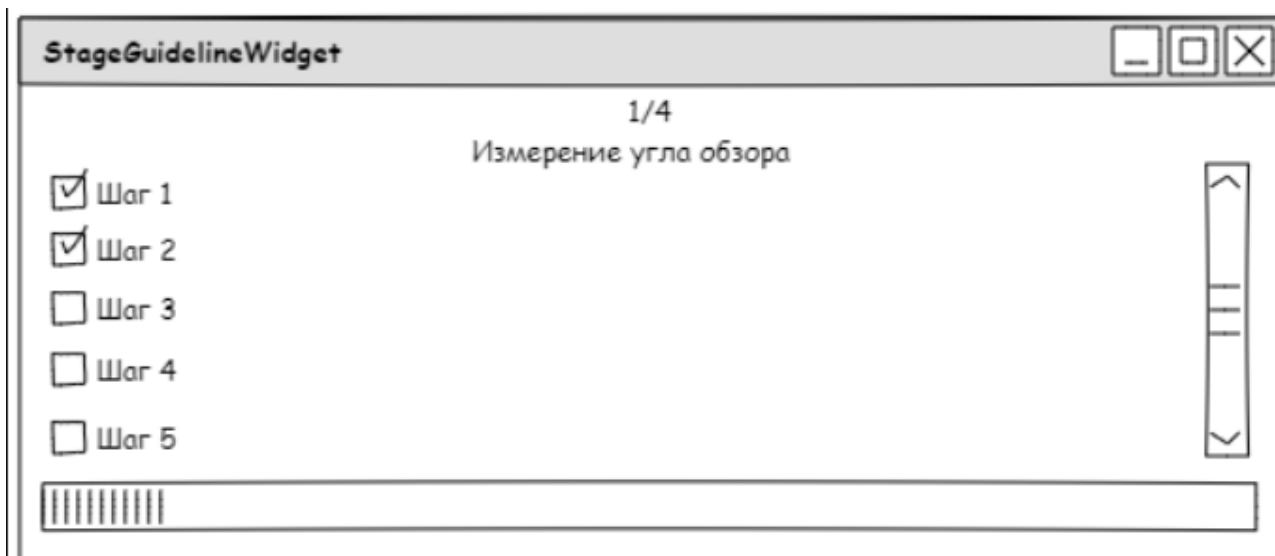 StageGuidelineWidget
1/4
Измерение угла обзора
Шаг 1
Шаг 2
Шаг 3
Шаг 4
Шаг 5